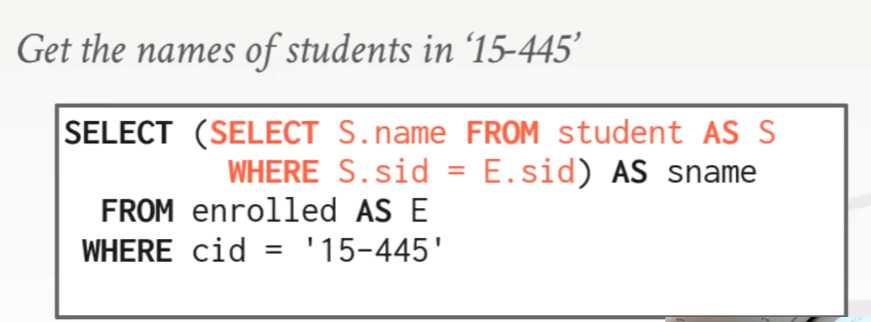 Get the names of students in ‘15-445’
SELECT (SELECT S.name FROM student AS S
WHERE S.sid = E.sid) AS sname
FROM enrolled AS E
WHERE cid = '15-445'